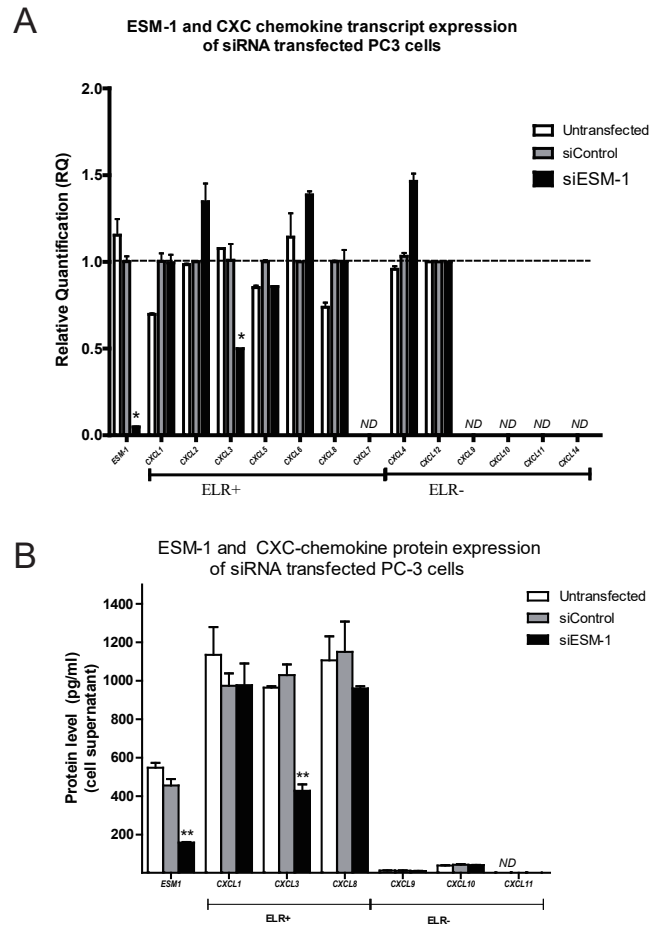 A
ESM-1 and CXC chemokine transcript expression
of siRNA transfected PC3 cells
Relative Quantification (RQ)
2.0
1.5
1.0
0.5
0.0
Untransfected
siControl
siESM-1
*
*
ND
ND
ND
ND
ND
ESM-1
CXCL1
CXCL2
CXCL3
CXCL5
CXCL6
CXCL8
CXCL7
CXCL4
CXCL12
CXCL9
CXCL10
CXCL11
CXCL14
ELR+
ELR-
B
ESM-1 and CXC-chemokine protein expression
of siRNA transfected PC-3 cells
Protein level (pg/ml)
(cell supernatant)
1400
1200
1000
800
600
400
200
Untransfected
siControl
siESM-1
**
**
ND
ESM1
CXCL1
CXCL3
CXCL8
CXCL9
CXCL10
CXCL11
ELR+
ELR-